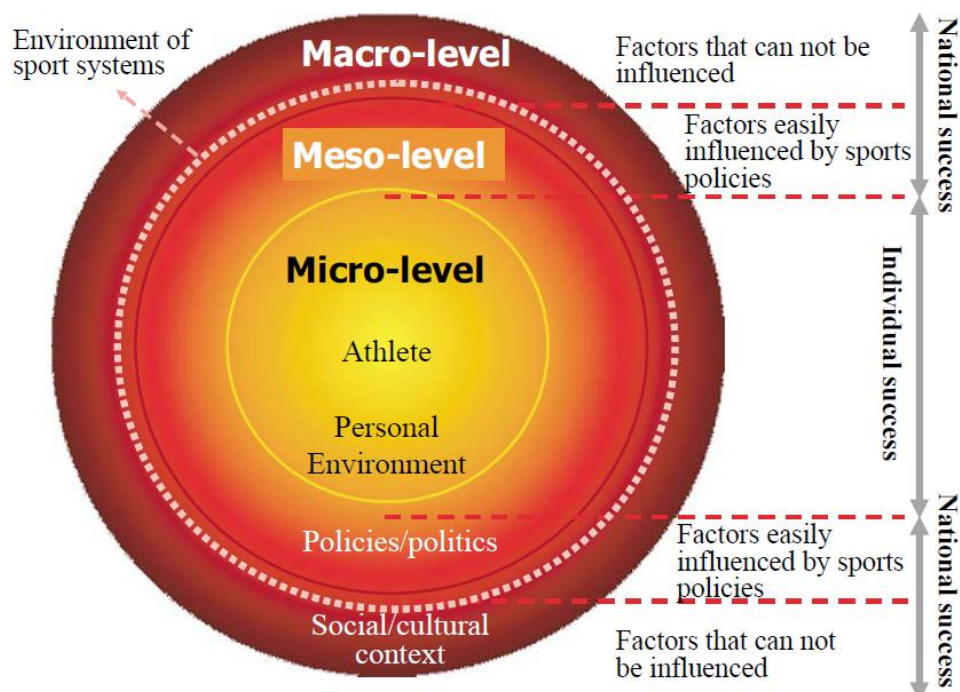 Environment of
sport systems
Macro-level
Factors that can not be
influenced
National success
Meso-level
Factors easily
influenced by sports
policies
Micro-level
Athlete
Personal
Environment
Individual success
Policies/politics
Factors easily
influenced by sports
policies
National success
Social/cultural
context
Factors that can not
be influenced